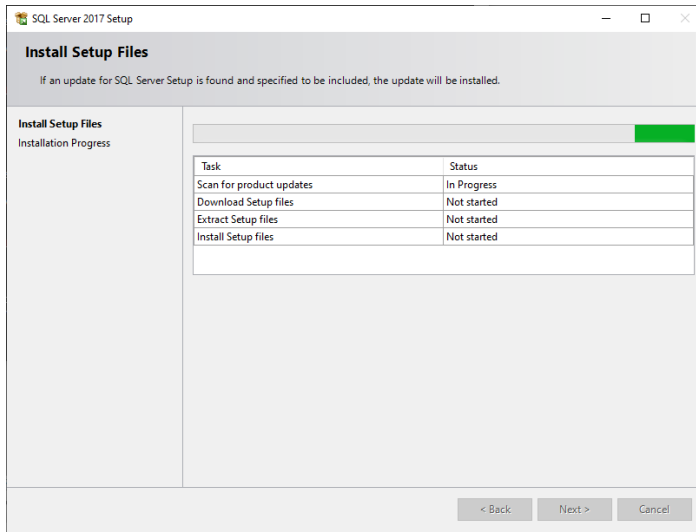 SQL Server 2017 Setup
Install Setup Files
If an update for SQL Server Setup is found and specified to be included, the update will be installed.
Install Setup Files
Installation Progress
Task Status
Scan for product updates In Progress
Download Setup files Not started
Extract Setup files Not started
Install Setup files Not started
< Back Next > Cancel